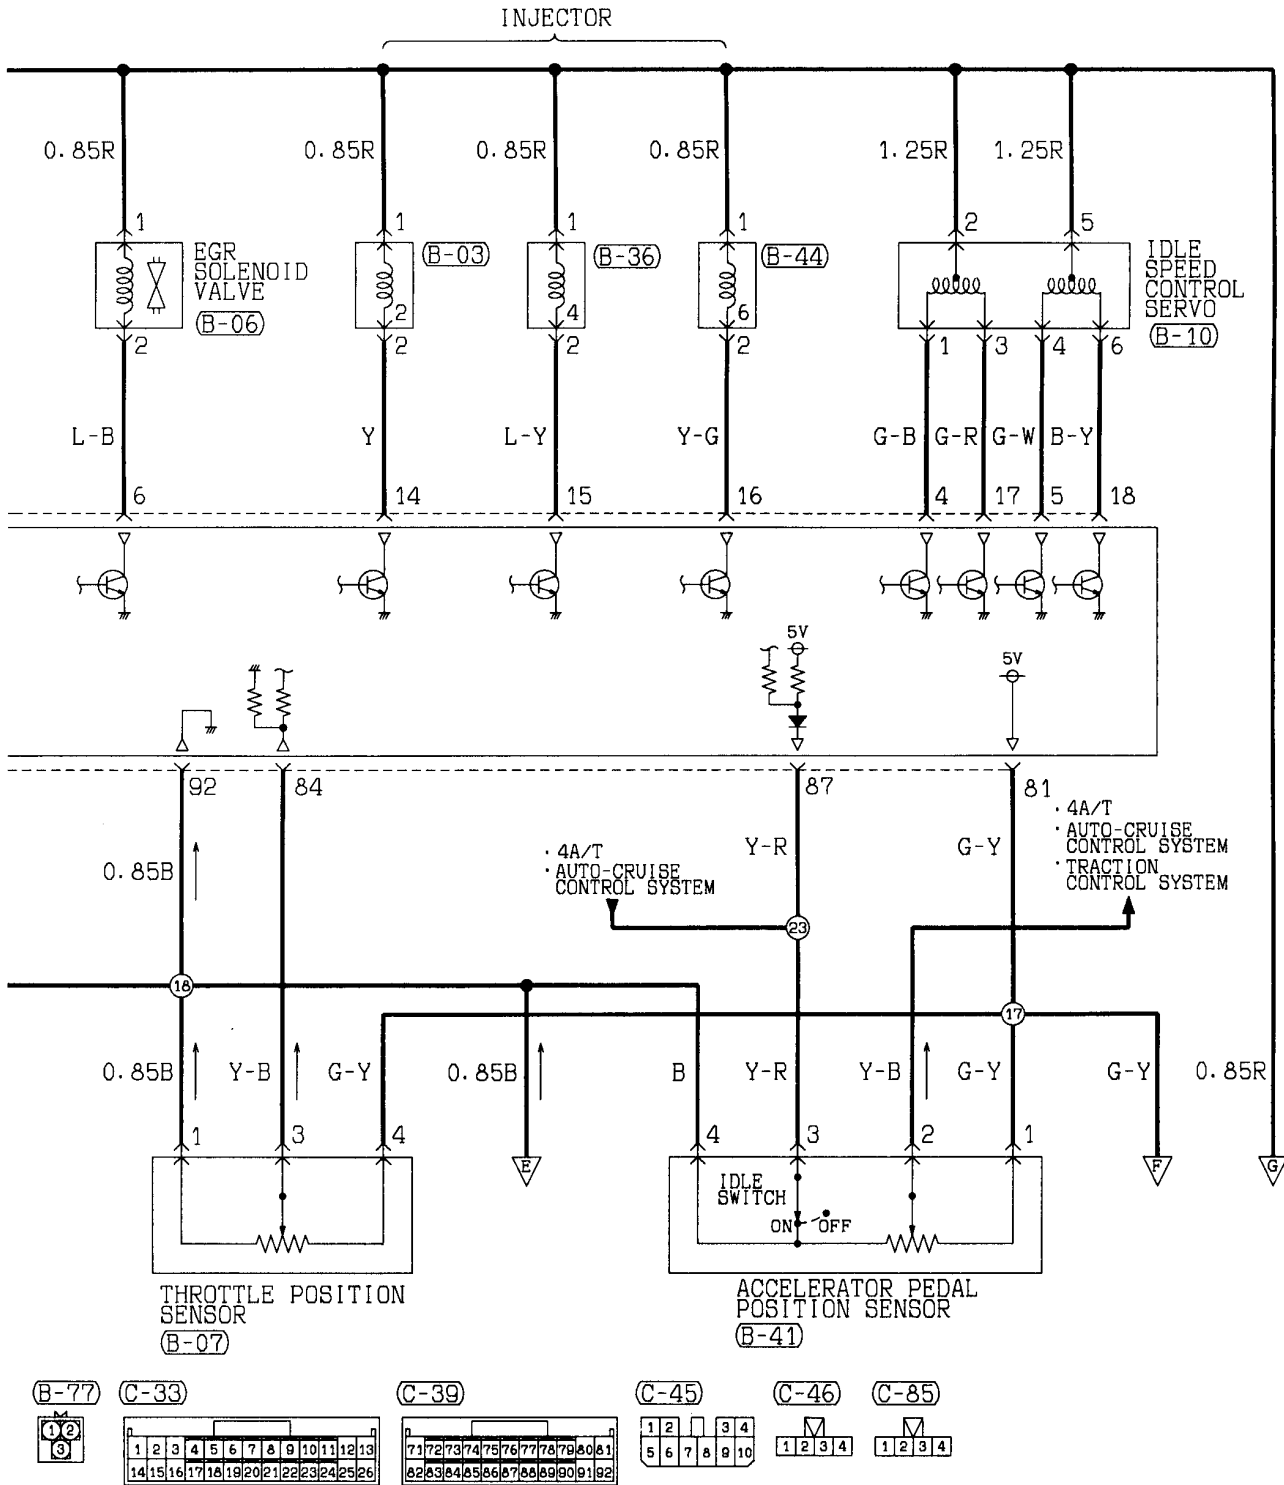 INJECTOR
0.85R 0.85R 0.85R 0.85R 1.25R 1.25R
1 1 1 1 2 5
EGR
SOLENOID
VALVE
(B-06)
(B-03)
(B-36)
(B-44)
IDLE
SPEED
CONTROL
SERVO
(B-10)
2 4 6
2 2 2 2 1 3 4 6
L-B Y L-Y Y-G G-B G-R G-W B-Y
6 14 15 16 4 17 5 18
5V
5V
92 84 87 81
0.85B
· 4A/T
· AUTO-CRUISE
CONTROL SYSTEM
Y-R G-Y
· 4A/T
· AUTO-CRUISE
CONTROL SYSTEM
· TRACTION
CONTROL SYSTEM
23
18
17
0.85B Y-B G-Y 0.85B B Y-R Y-B G-Y G-Y 0.85R
1 3 4 4 3 2 1
E F G
IDLE
SWITCH
ON OFF
THROTTLE POSITION
SENSOR
(B-07)
ACCELERATOR PEDAL
POSITION SENSOR
(B-41)
(B-77) (C-33) (C-39) (C-45) (C-46) (C-85)
1 2
3
1 2 3 4 5 6 7 8 9 10 11 12 13
14 15 16 17 18 19 20 21 22 23 24 25 26
71 72 73 74 75 76 77 78 79 80 81
82 83 84 85 86 87 88 89 90 91 92
1 2 3 4
5 6 7 8 9 10
1 2 3 4
1 2 3 4